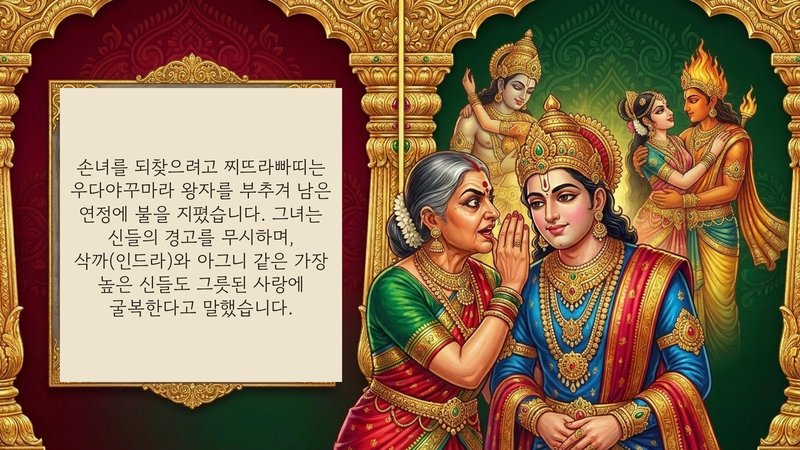 손녀를 되찾으려고 찌뜨라빠띠는
우다야꾸마라 왕자를 부추겨 남은
연정에 불을 지폈습니다. 그녀는
신들의 경고를 무시하며,
삭까(인드라)와 아그니 같은 가장
높은 신들도 그릇된 사랑에
굴복한다고 말했습니다.